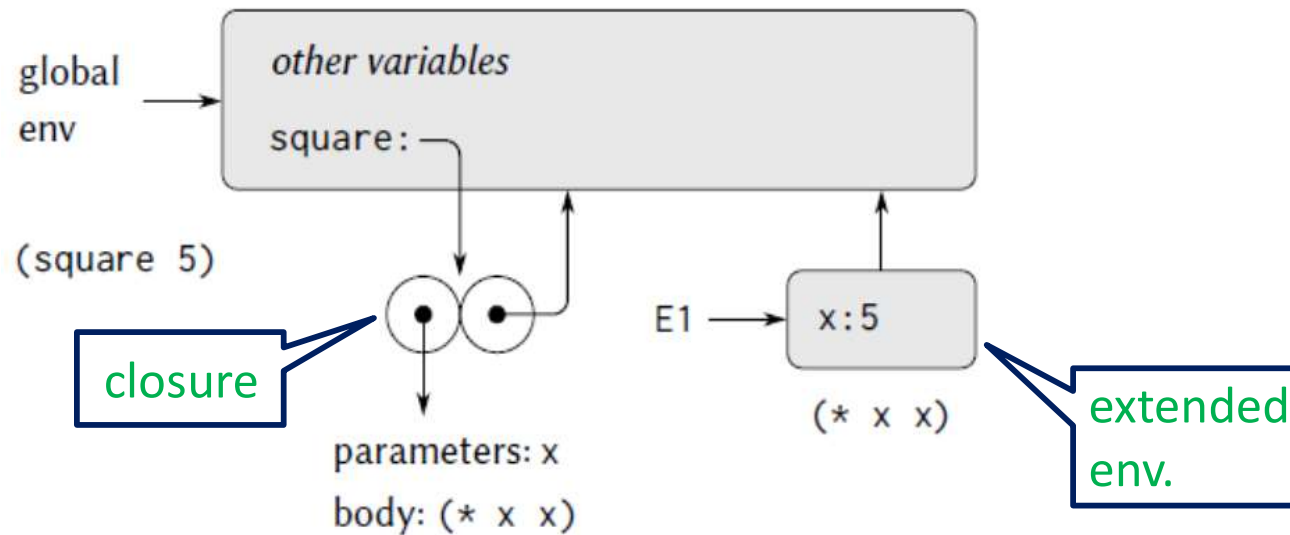 other variables
global
env
square:
(square 5)
E1
x:5
closure
(* x x)
extended
env.
parameters: x
body: (* x x)